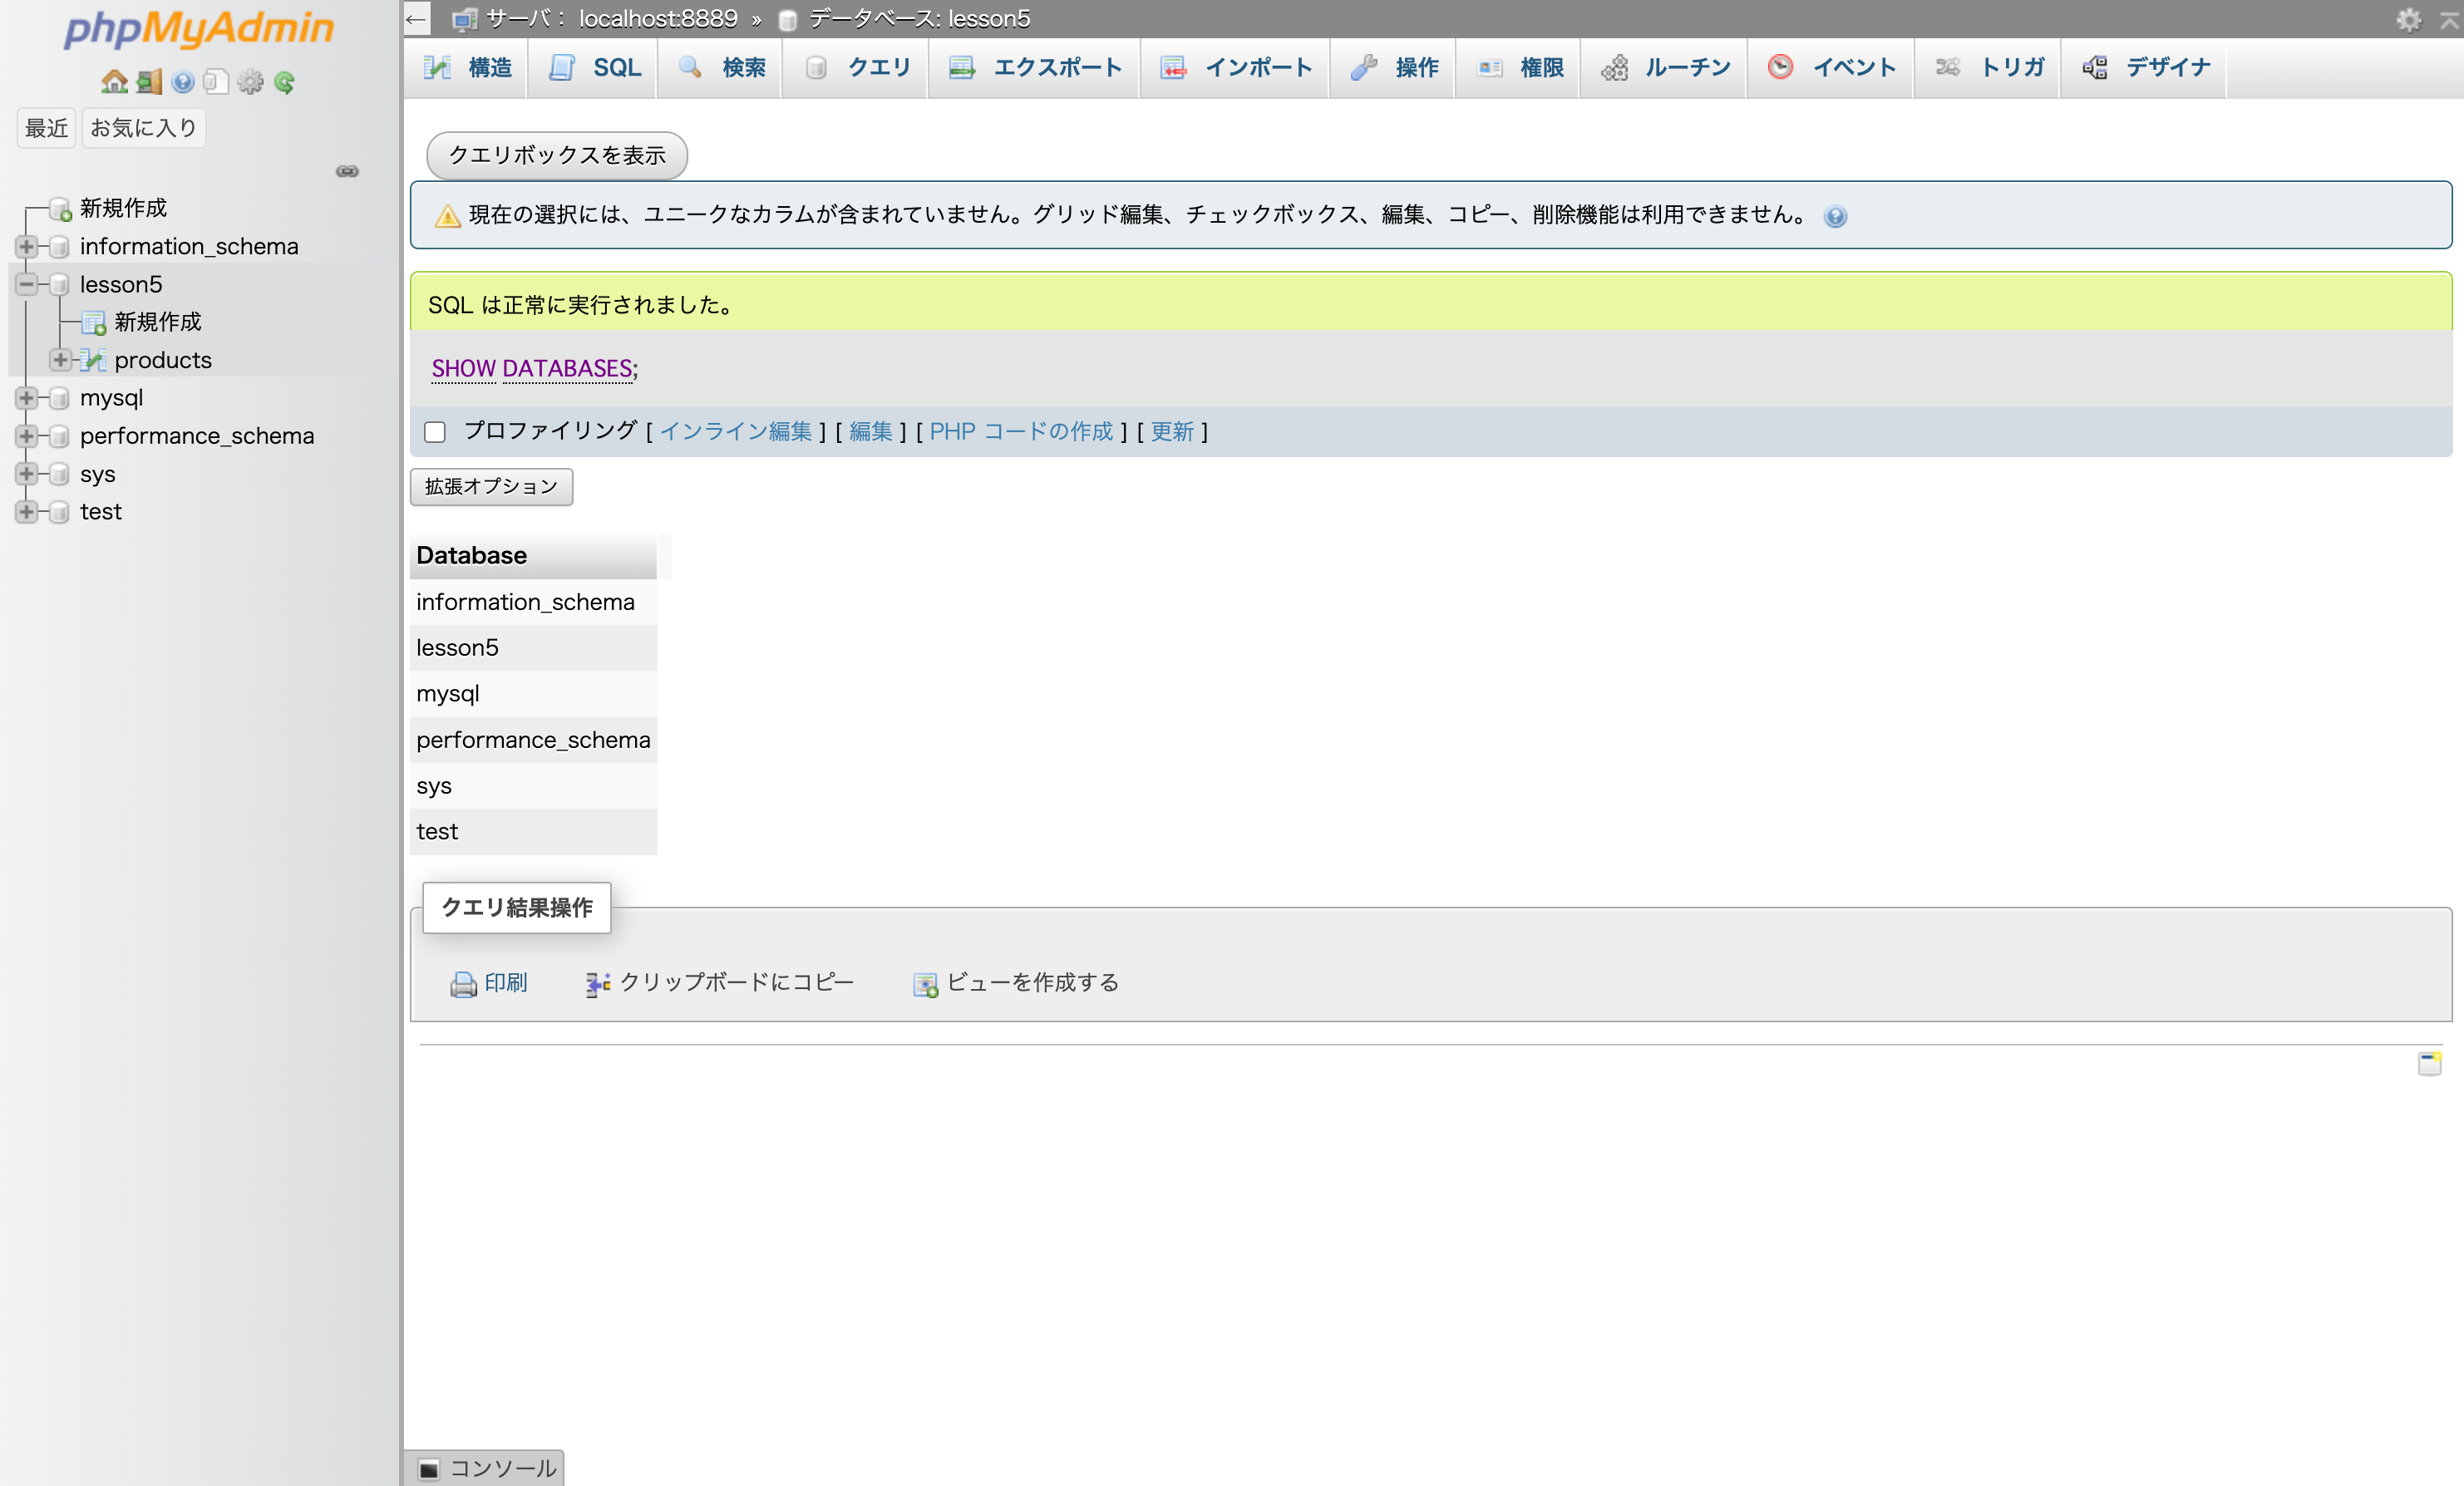 phpMyAdmin
最近 お気に入り
新規作成
information_schema
lesson5
新規作成
products
mysql
performance_schema
sys
test
← サーバ： localhost:8889 » データベース: lesson5
構造 SQL 検索 クエリ エクスポート インポート 操作 権限 ルーチン イベント トリガ デザイナ
クエリボックスを表示
現在の選択には、ユニークなカラムが含まれていません。グリッド編集、チェックボックス、編集、コピー、削除機能は利用できません。
SQL は正常に実行されました。
SHOW DATABASES;
プロファイリング [ インライン編集 ] [ 編集 ] [ PHP コードの作成 ] [ 更新 ]
拡張オプション
Database
information_schema
lesson5
mysql
performance_schema
sys
test
クエリ結果操作
印刷 クリップボードにコピー ビューを作成する
コンソール